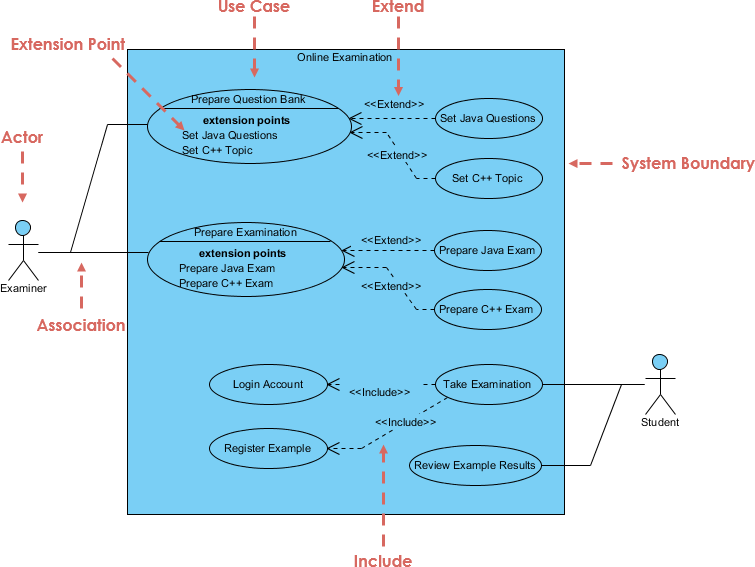 Use Case
Extend
Extension Point
Online Examination
Prepare Question Bank
extension points
Set Java Questions
Set C++ Topic
<<Extend>>
Set Java Questions
<<Extend>>
Set C++ Topic
Actor
System Boundary
Examiner
Association
Prepare Examination
extension points
Prepare Java Exam
Prepare C++ Exam
<<Extend>>
Prepare Java Exam
<<Extend>>
Prepare C++ Exam
Login Account
<<Include>>
Take Examination
<<Include>>
Register Example
Review Example Results
Student
Include